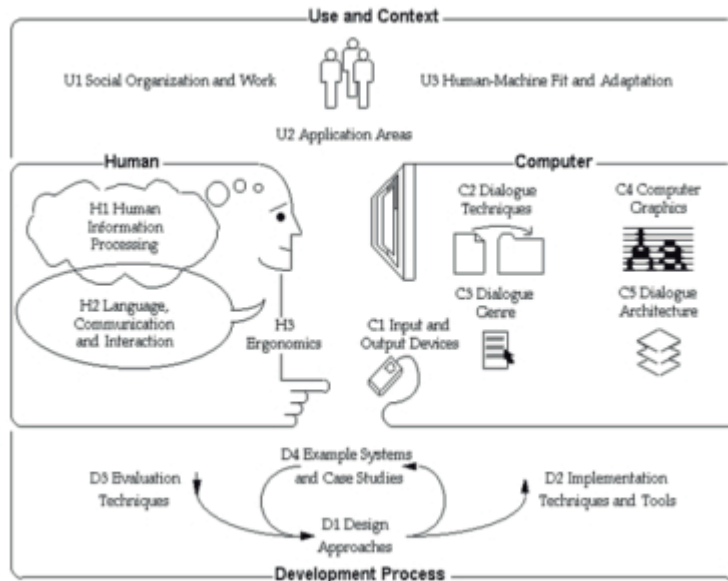 Use and Context
U1 Social Organization and Work
U3 Human-Machine Fit and Adaptation
U2 Application Areas
Human
Computer
H1 Human
Information
Processing
C2 Dialogue
Techniques
C4 Computer
Graphics
Aa
H2 Language,
Communication
and Interaction
H3
Ergonomics
C1 Input and
Output Devices
C3 Dialogue
Genre
C5 Dialogue
Architecture
D3 Evaluation
Techniques
D4 Example Systems
and Case Studies
D2 Implementation
Techniques and Tools
D1 Design
Approaches
Development Process